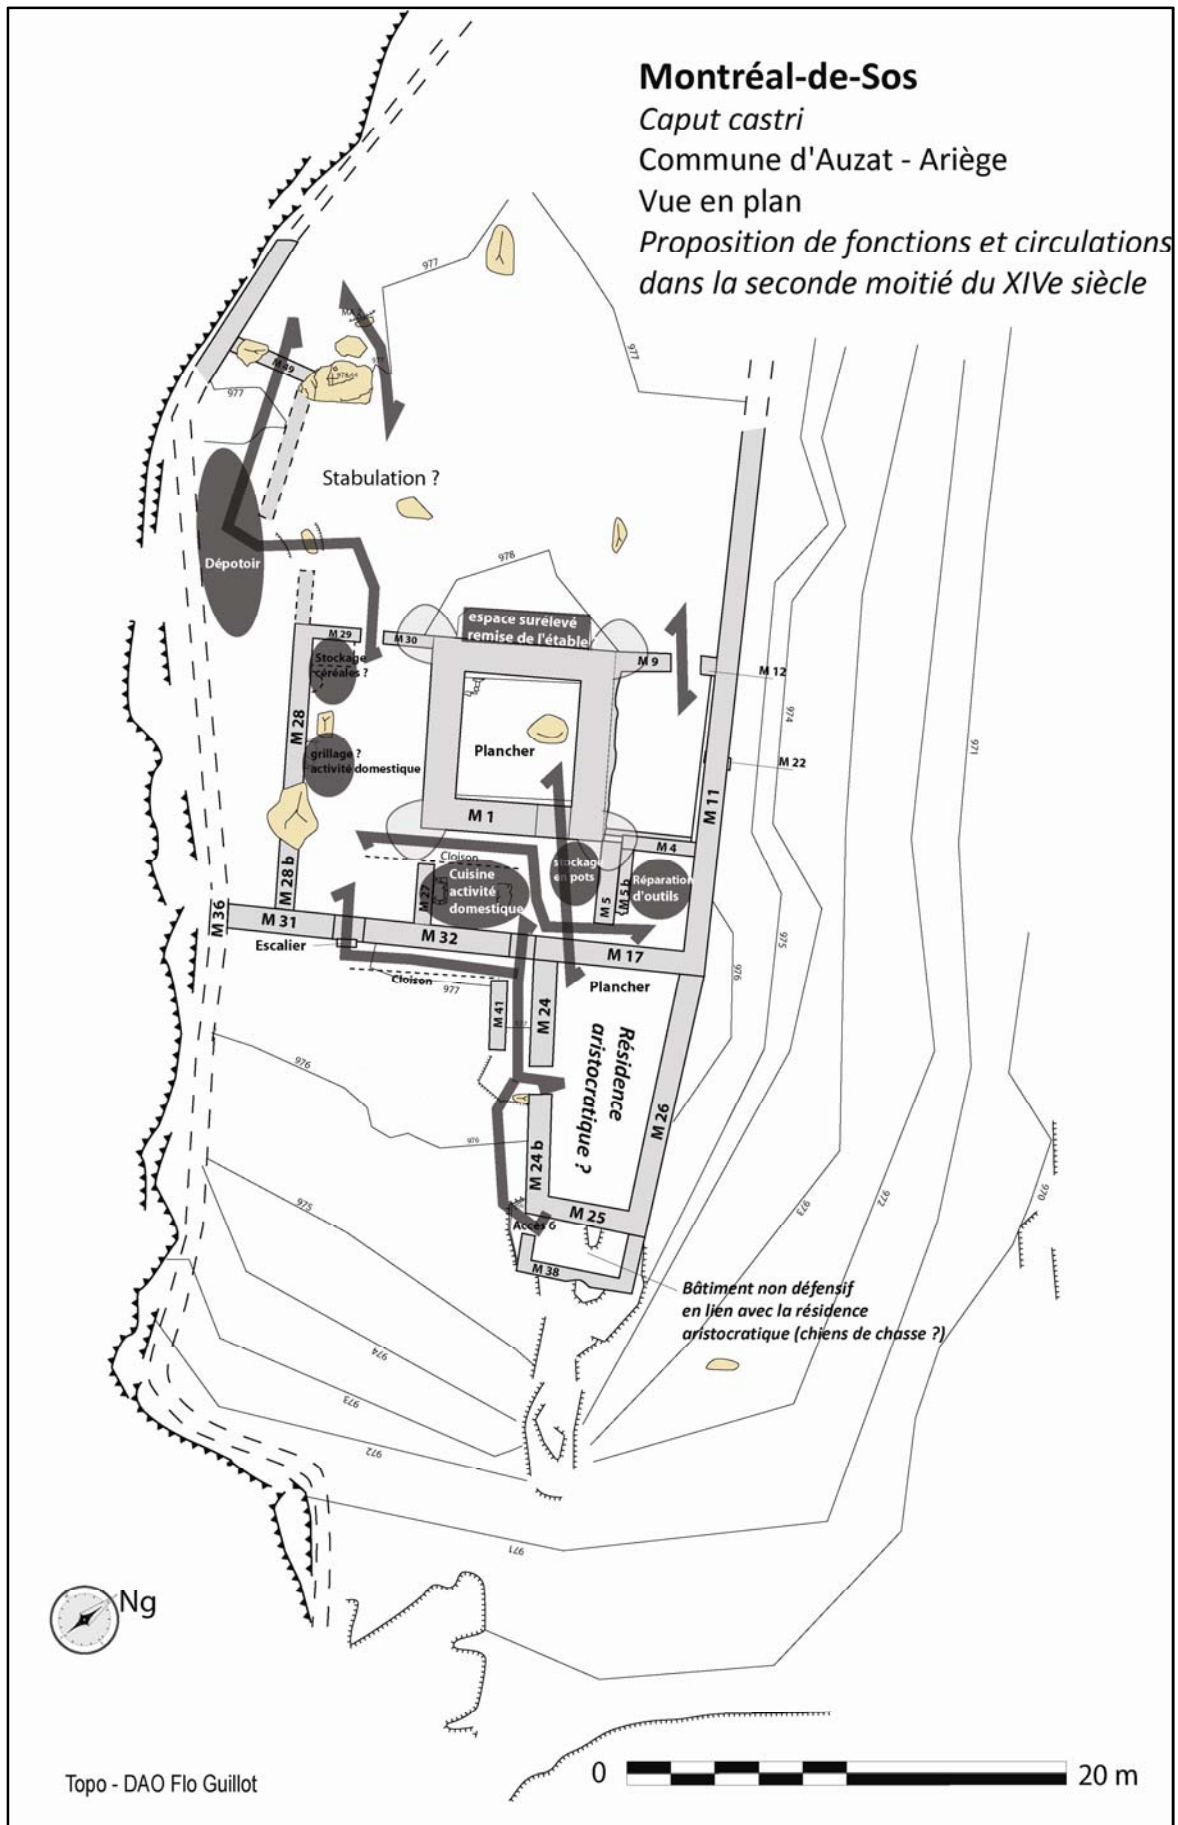 Montréal-de-Sos
Caput castri
Commune d'Auzat - Ariège
Vue en plan
Proposition de fonctions et circulations
dans la seconde moitié du XIVe siècle
977
977
977
977
M 49
Stabulation ?
Dépotoir
978
espace surélevé
remise de l'étable
M 29
M 30
M 9
M 12
Stockage
céréales ?
M 28
974
971
Plancher
grillage ?
activité domestique
M 22
M 1
M 11
M 4
Cloison
Cuisine
activité
domestique
stockage
en pots
Réparation
d'outils
M 28 b
M 27
M 5
M 5 b
M 36
M 31
M 32
M 17
975
976
Escalier
Cloison
977
Plancher
M 41
M 24
Résidence
aristocratique ?
976
976
M 26
M 24 b
975
973
972
970
M 25
Accès 6
M 38
Bâtiment non défensif
en lien avec la résidence
aristocratique (chiens de chasse ?)
974
973
972
971
Ng
Topo - DAO Flo Guillot
0
20 m